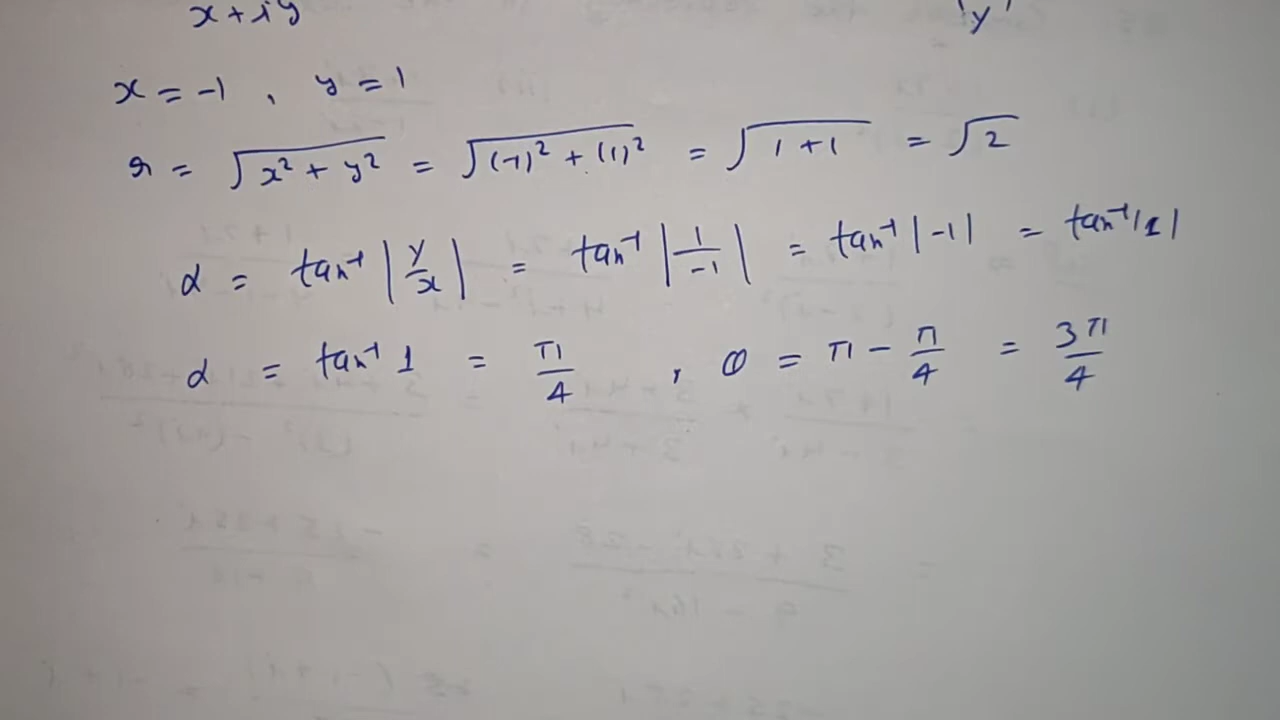 x + iy
y
x = -1 , y = 1
r = √(x² + y²) = √((-1)² + (1)²) = √(1 + 1) = √2
α = tan⁻¹ |y/x| = tan⁻¹ |1/-1| = tan⁻¹ |-1| = tan⁻¹ |1|
α = tan⁻¹ 1 = π/4 , θ = π - π/4 = 3π/4